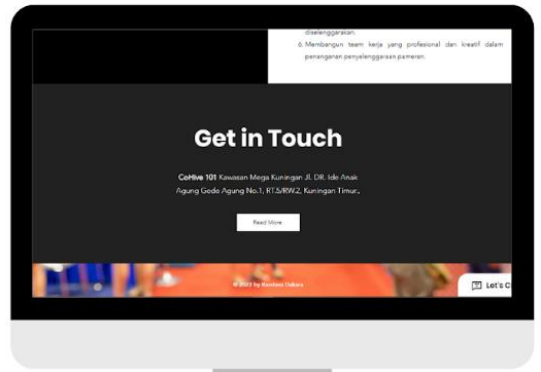 diselenggarakan.
6. Membangun team kerja yang profesional dan kreatif dalam
penanganan penyelenggaraan pameran.
Get in Touch
CoHive 101 Kawasan Mega Kuningan Jl. DR. Ide Anak
Agung Gede Agung No.1, RT.5/RW.2, Kuningan Timur.,
Read More
© 2022 by
Let's C